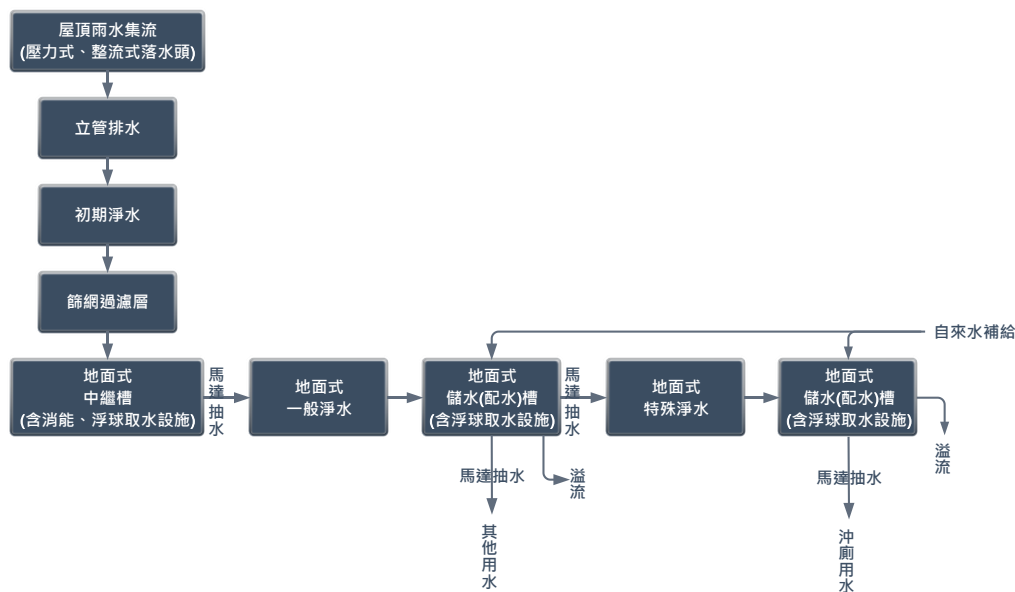 屋頂雨水集流
(壓力式、整流式落水頭)
立管排水
初期淨水
篩網過濾層
自來水補給
地面式
中繼槽
(含消能、浮球取水設施)
馬達抽水
地面式
一般淨水
地面式
儲水(配水)槽
(含浮球取水設施)
馬達抽水
地面式
特殊淨水
地面式
儲水(配水)槽
(含浮球取水設施)
溢流
馬達抽水
溢流
馬達抽水
其他用水
沖廁用水